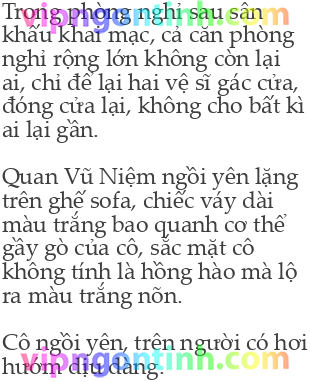 Trong phòng nghỉ sau sân
khấu khai mạc, cả căn phòng
nghỉ rộng lớn không còn lại
ai, chỉ để lại hai vệ sĩ gác cửa,
đóng cửa lại, không cho bất kì
ai lại gần.
Quan Vũ Niệm ngồi yên lặng
trên ghế sofa, chiếc váy dài
màu trắng bao quanh cơ thể
gầy gò của cô, sắc mặt cô
không tính là hồng hào mà lộ
ra màu trắng nõn.
Cô ngồi yên, trên người có hơi
hướm dịu dàng.
vipngontinh.com
vipngontinh.com